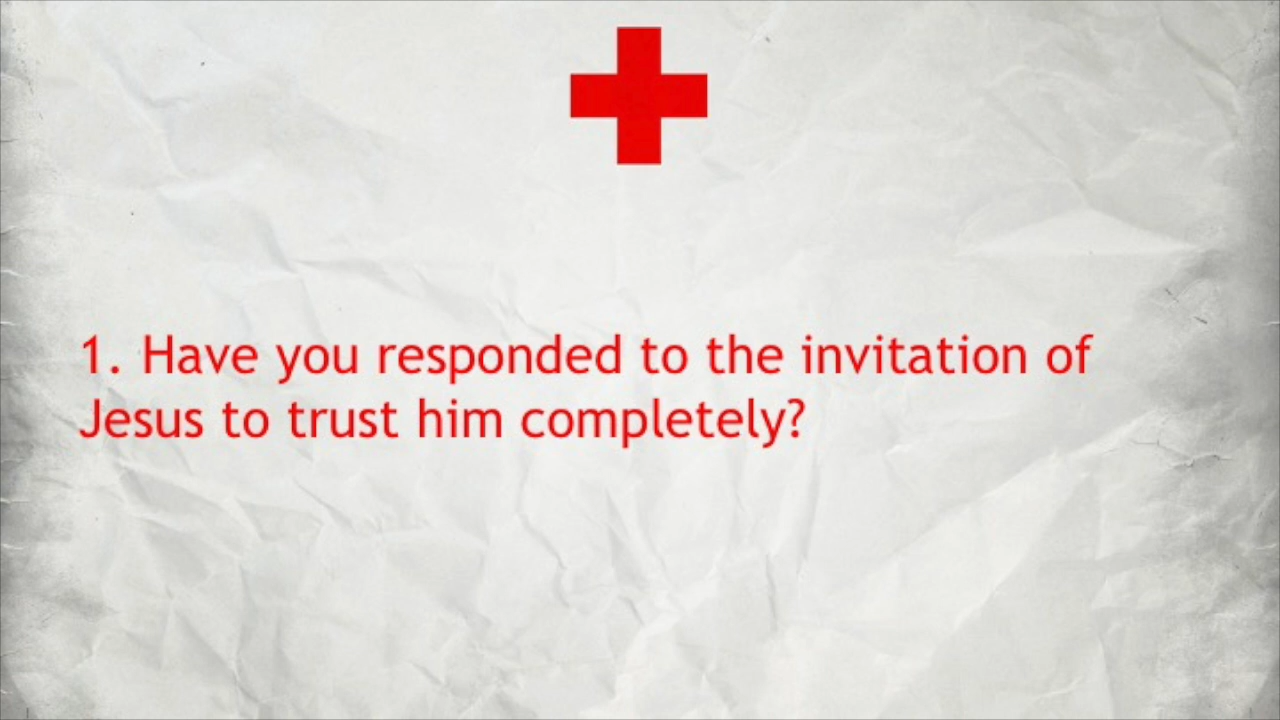 1. Have you responded to the invitation of
Jesus to trust him completely?